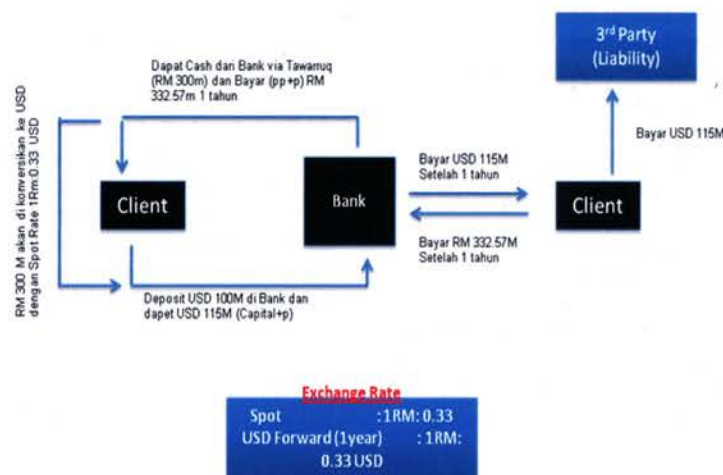 3rd Party
(Liability)
Dapat Cash dari Bank via Tawarruq
(RM 300m) dan Bayar (pp+p) RM
332.57m 1 tahun
Bayar USD 115M
RM 300 M akan di konversikan ke USD
dengan Spot Rate 1Rm:0.33 USD
Client
Bank
Bayar USD 115M
Setelah 1 tahun
Client
Bayar RM 332.57M
Setelah 1 tahun
Deposit USD 100M di Bank dan
dapet USD 115M (Capital+p)
Exchange Rate
Spot :1RM: 0.33
USD Forward (1year) : 1RM:
0.33 USD